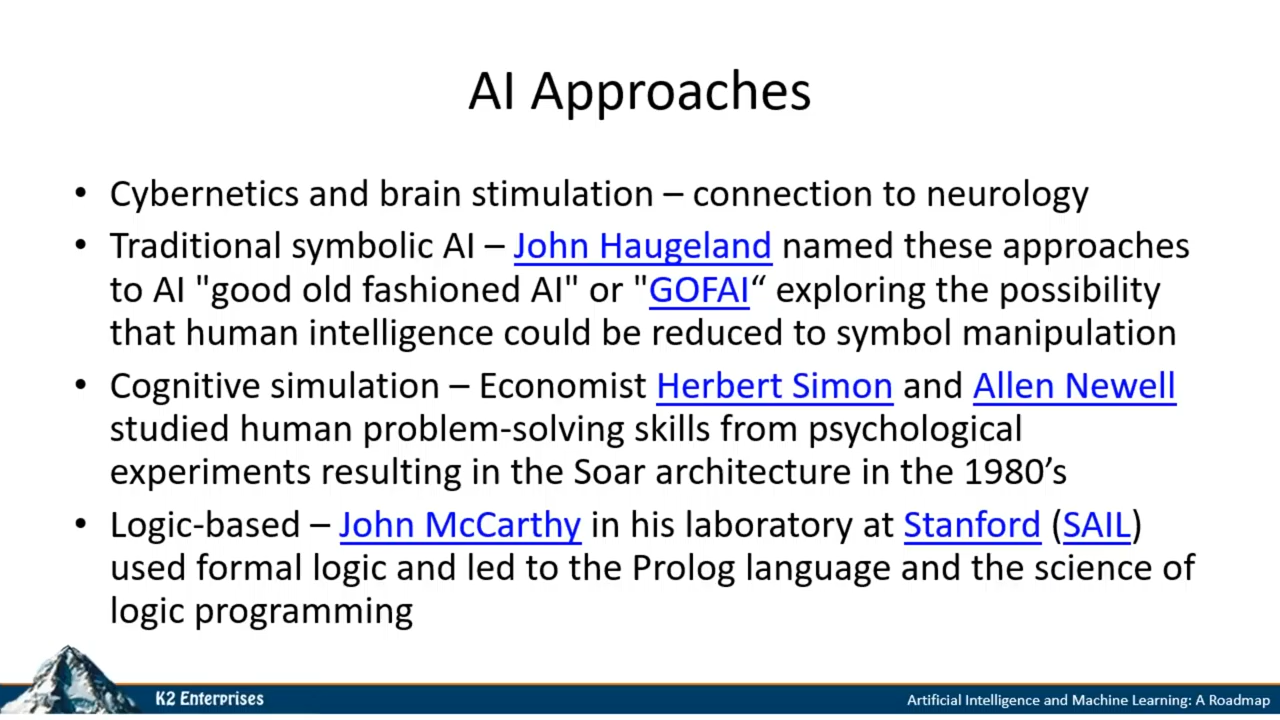 AI Approaches
• Cybernetics and brain stimulation – connection to neurology
• Traditional symbolic AI – John Haugeland named these approaches
to AI "good old fashioned AI" or "GOFAI“ exploring the possibility
that human intelligence could be reduced to symbol manipulation
• Cognitive simulation – Economist Herbert Simon and Allen Newell
studied human problem-solving skills from psychological
experiments resulting in the Soar architecture in the 1980’s
• Logic-based – John McCarthy in his laboratory at Stanford (SAIL)
used formal logic and led to the Prolog language and the science of
logic programming
K2 Enterprises
Artificial Intelligence and Machine Learning: A Roadmap